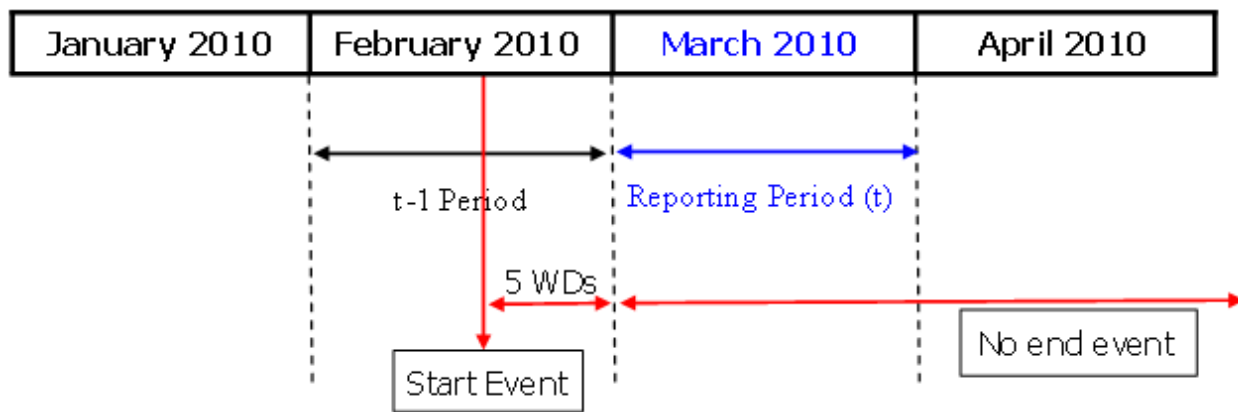 January 2010 February 2010 March 2010 April 2010
t-1 Period Reporting Period (t)
5 WDs
No end event
Start Event